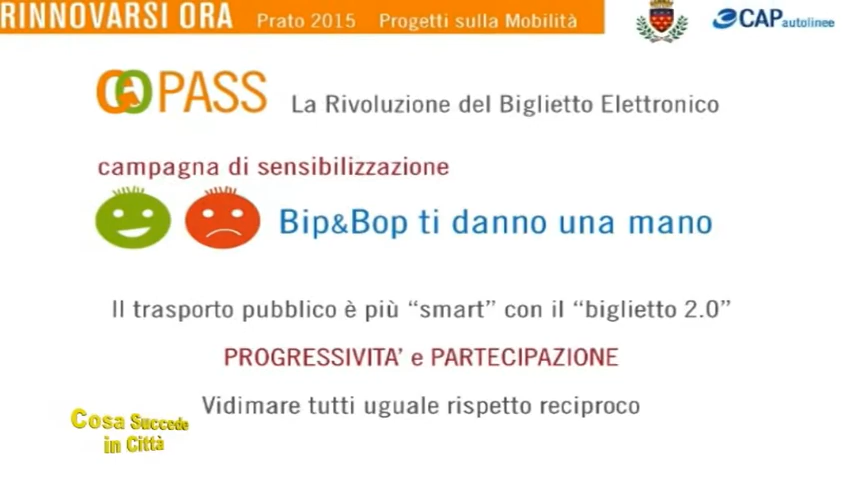 RINNOVARSI ORA Prato 2015 Progetti sulla Mobilità
CAP autolinee
GO PASS La Rivoluzione del Biglietto Elettronico
campagna di sensibilizzazione
Bip&Bop ti danno una mano
Il trasporto pubblico è più “smart” con il “biglietto 2.0”
PROGRESSIVITA’ e PARTECIPAZIONE
Vidimare tutti uguale rispetto reciproco
Cosa Succede
in Città